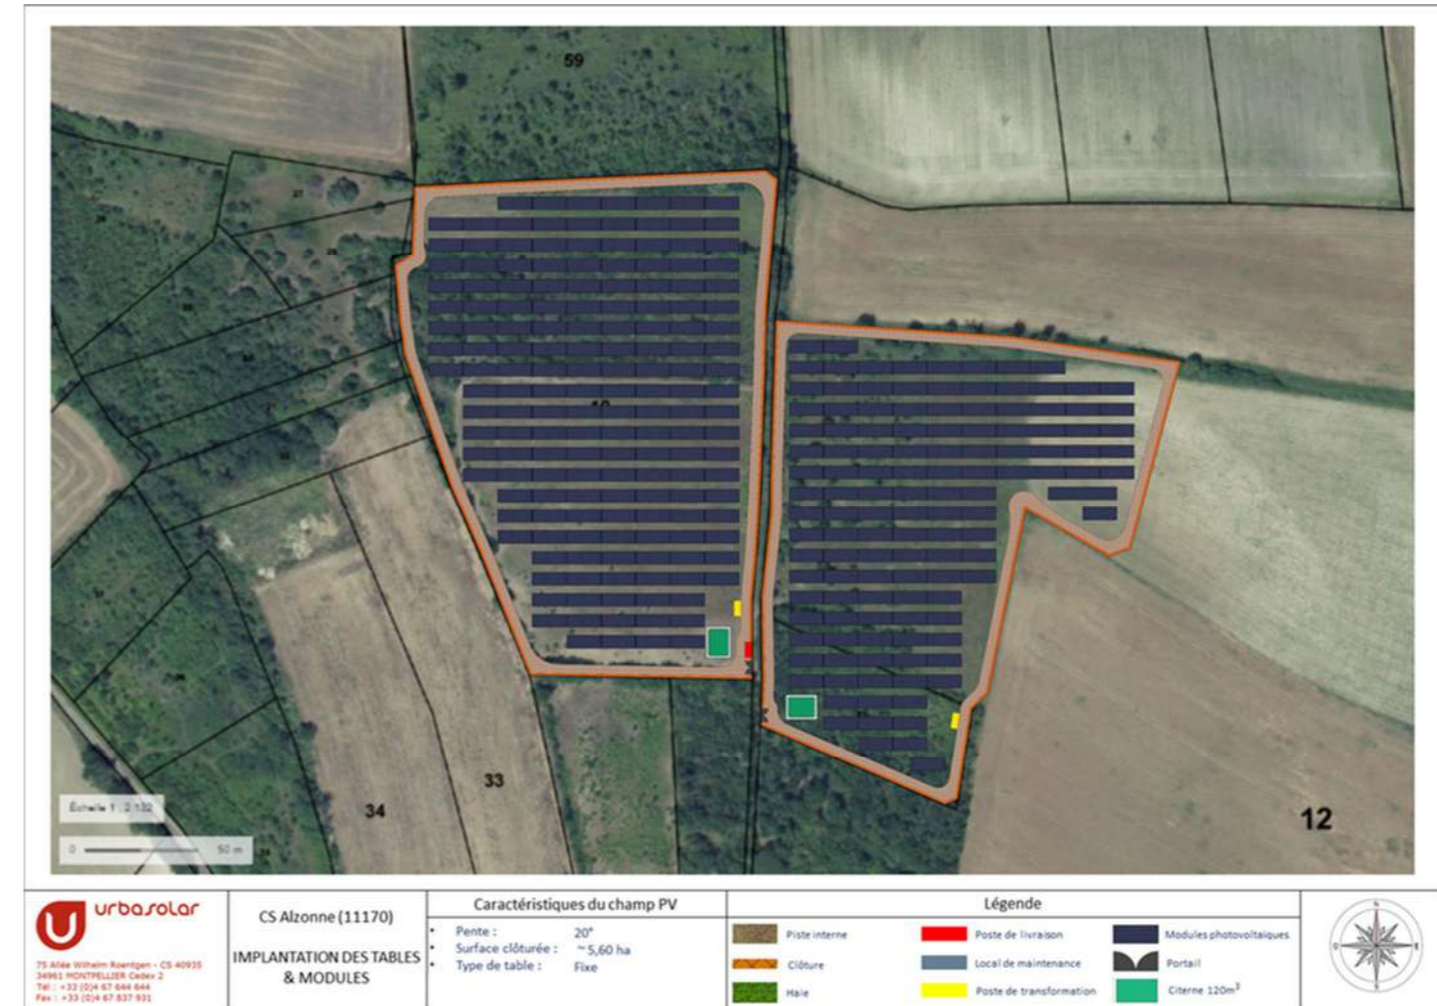 59
27
33
34
12
Échelle 1 : 2 132
0 50 m
urbasolar
75 Allée Wilhelm Roentgen - CS 40935
34961 MONTPELLIER Cedex 2
Tél : +33 (0)4 67 644 644
Fax : +33 (0)4 67 837 931
CS Alzonne (11170)
IMPLANTATION DES TABLES
& MODULES
Caractéristiques du champ PV
• Pente : 20°
• Surface clôturée : ~ 5,60 ha
• Type de table : Fixe
Légende
Piste interne
Clôture
Haie
Poste de livraison
Local de maintenance
Poste de transformation
Modules photovoltaïques
Portail
Citerne 120m³